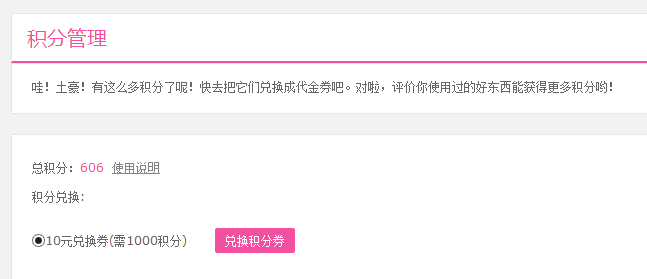 积分管理
哇！土豪！有这么多积分了呢！快去把它们兑换成代金券吧。对啦，评价你使用过的好东西能获得更多积分哟！
总积分：606 使用说明
积分兑换:
10元兑换券(需1000积分) 兑换积分券